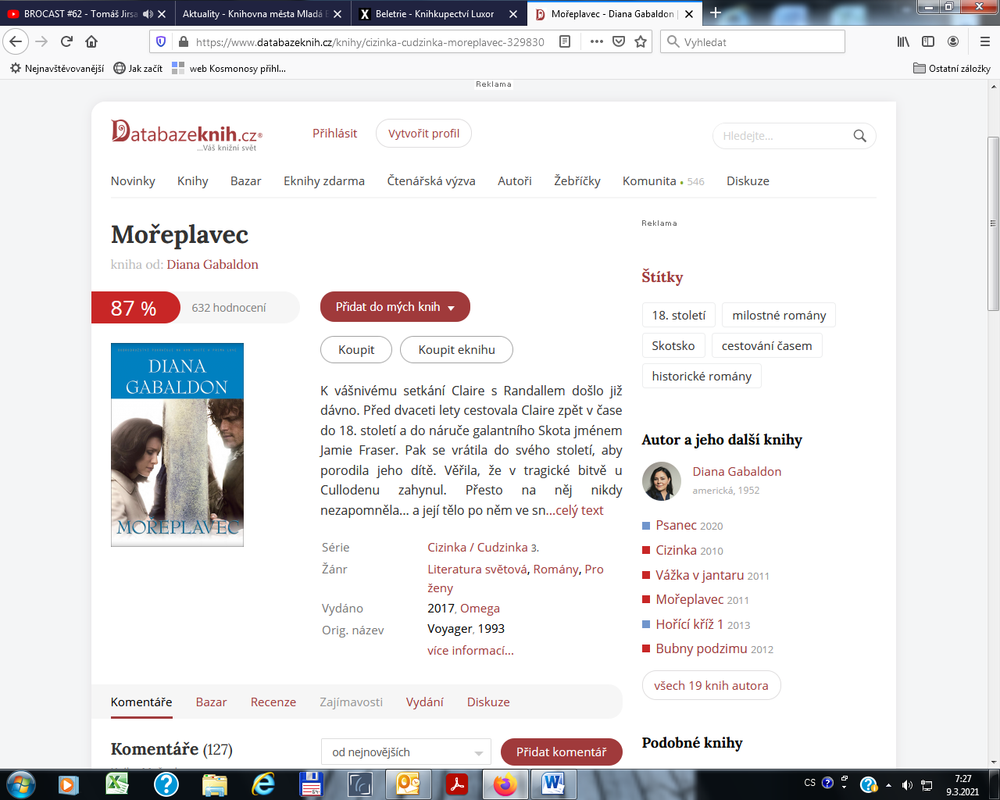 BROCAST #62 - Tomáš Jirsa
Aktuality - Knihovna města Mladá B
Beletrie - Knihkupectví Luxor
Mořeplavec - Diana Gabaldon |
https://www.databazeknih.cz/knihy/cizinka-cudzinka-moreplavec-329830
Vyhledat
Nejnavštěvovanější
Jak začít
web Kosmonosy přihl...
Ostatní záložky
Reklama
Databazeknih.cz®
...Váš knižní svět
Přihlásit
Vytvořit profil
Hledejte...
Novinky Knihy Bazar Eknihy zdarma Čtenářská výzva Autoři Žebříčky Komunita • 546 Diskuze
Mořeplavec
kniha od: Diana Gabaldon
87 %
632 hodnocení
Přidat do mých knih
Koupit
Koupit eknihu
DIANA
GABALDON
MOŘEPLAVEC
K vášnivému setkání Claire s Randallem došlo již
dávno. Před dvaceti lety cestovala Claire zpět v čase
do 18. století a do náruče galantního Skota jménem
Jamie Fraser. Pak se vrátila do svého století, aby
porodila jeho dítě. Věřila, že v tragické bitvě u
Cullodenu zahynul. Přesto na něj nikdy
nezapomněla... a její tělo po něm ve sn...celý text
Série Cizinka / Cudzinka 3.
Žánr Literatura světová, Romány, Pro
ženy
Vydáno 2017, Omega
Orig. název Voyager, 1993
více informací...
Komentáře Bazar Recenze Zajímavosti Vydání Diskuze
Komentáře (127)
od nejnovějších
Přidat komentář
Reklama
Štítky
18. století
milostné romány
Skotsko
cestování časem
historické romány
Autor a jeho další knihy
Diana Gabaldon
americká, 1952
Psanec 2020
Cizinka 2010
Vážka v jantaru 2011
Mořeplavec 2011
Hořící kříž 1 2013
Bubny podzimu 2012
všech 19 knih autora
Podobné knihy
CS
7:27
9.3.2021